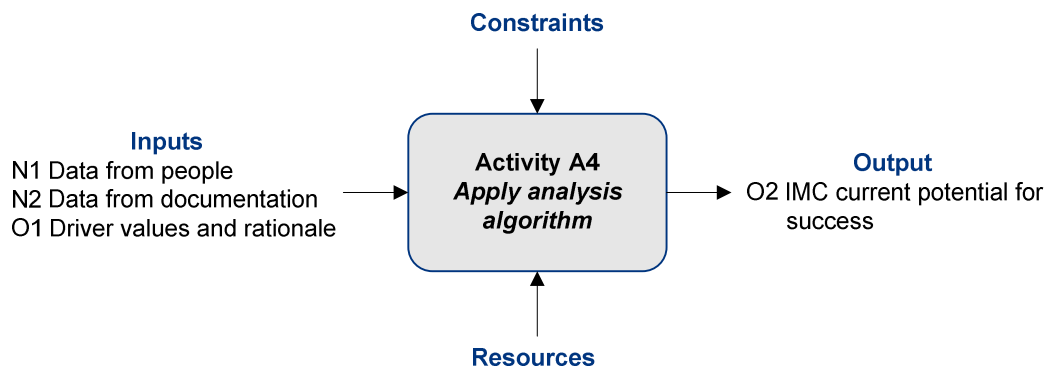 Constraints
Inputs
N1 Data from people
N2 Data from documentation
O1 Driver values and rationale
Activity A4
Apply analysis
algorithm
Output
O2 IMC current potential for
success
Resources